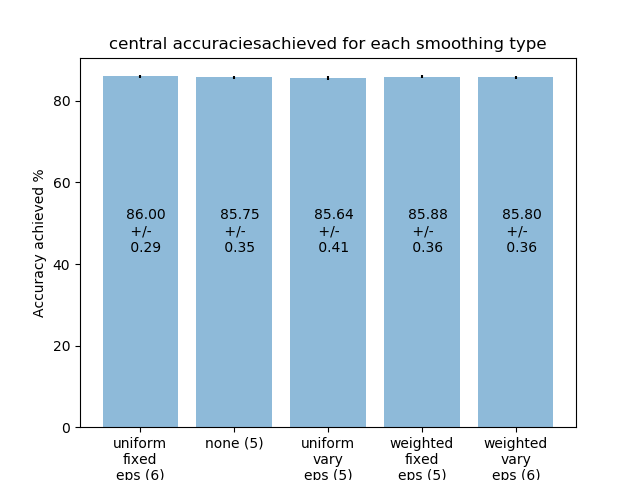 central accuraciesachieved for each smoothing type
Accuracy achieved %
80
60
40
20
0
86.00
+/-
0.29
85.75
+/-
0.35
85.64
+/-
0.41
85.88
+/-
0.36
85.80
+/-
0.36
uniform
fixed
eps (6)
none (5)
uniform
vary
eps (5)
weighted
fixed
eps (5)
weighted
vary
eps (6)